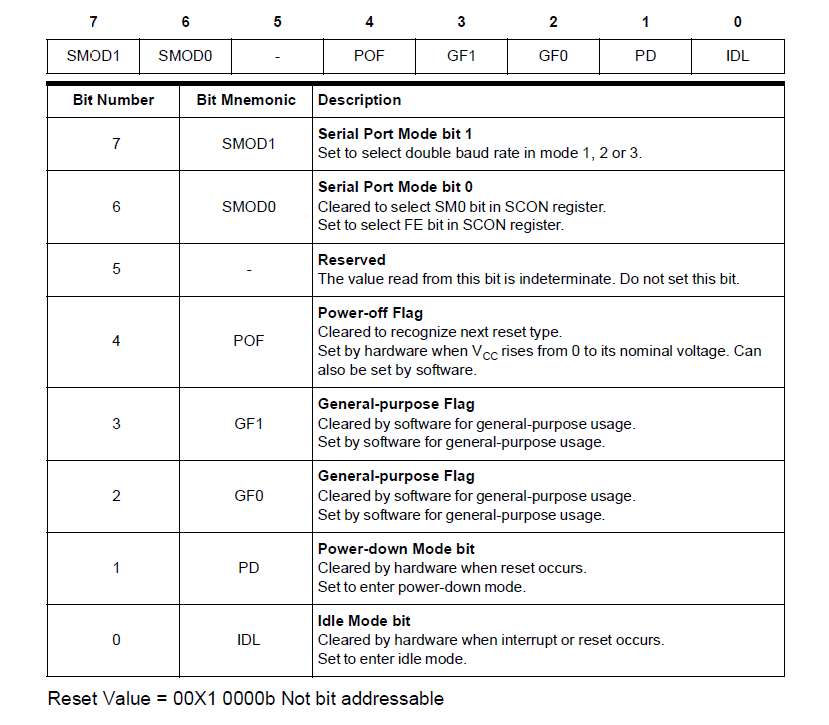 7 6 5 4 3 2 1 0
SMOD1 SMOD0 - POF GF1 GF0 PD IDL
Bit Number Bit Mnemonic Description
7 SMOD1 Serial Port Mode bit 1
Set to select double baud rate in mode 1, 2 or 3.
6 SMOD0 Serial Port Mode bit 0
Cleared to select SM0 bit in SCON register.
Set to select FE bit in SCON register.
5 - Reserved
The value read from this bit is indeterminate. Do not set this bit.
4 POF Power-off Flag
Cleared to recognize next reset type.
Set by hardware when VCC rises from 0 to its nominal voltage. Can
also be set by software.
3 GF1 General-purpose Flag
Cleared by software for general-purpose usage.
Set by software for general-purpose usage.
2 GF0 General-purpose Flag
Cleared by software for general-purpose usage.
Set by software for general-purpose usage.
1 PD Power-down Mode bit
Cleared by hardware when reset occurs.
Set to enter power-down mode.
0 IDL Idle Mode bit
Cleared by hardware when interrupt or reset occurs.
Set to enter idle mode.
Reset Value = 00X1 0000b Not bit addressable